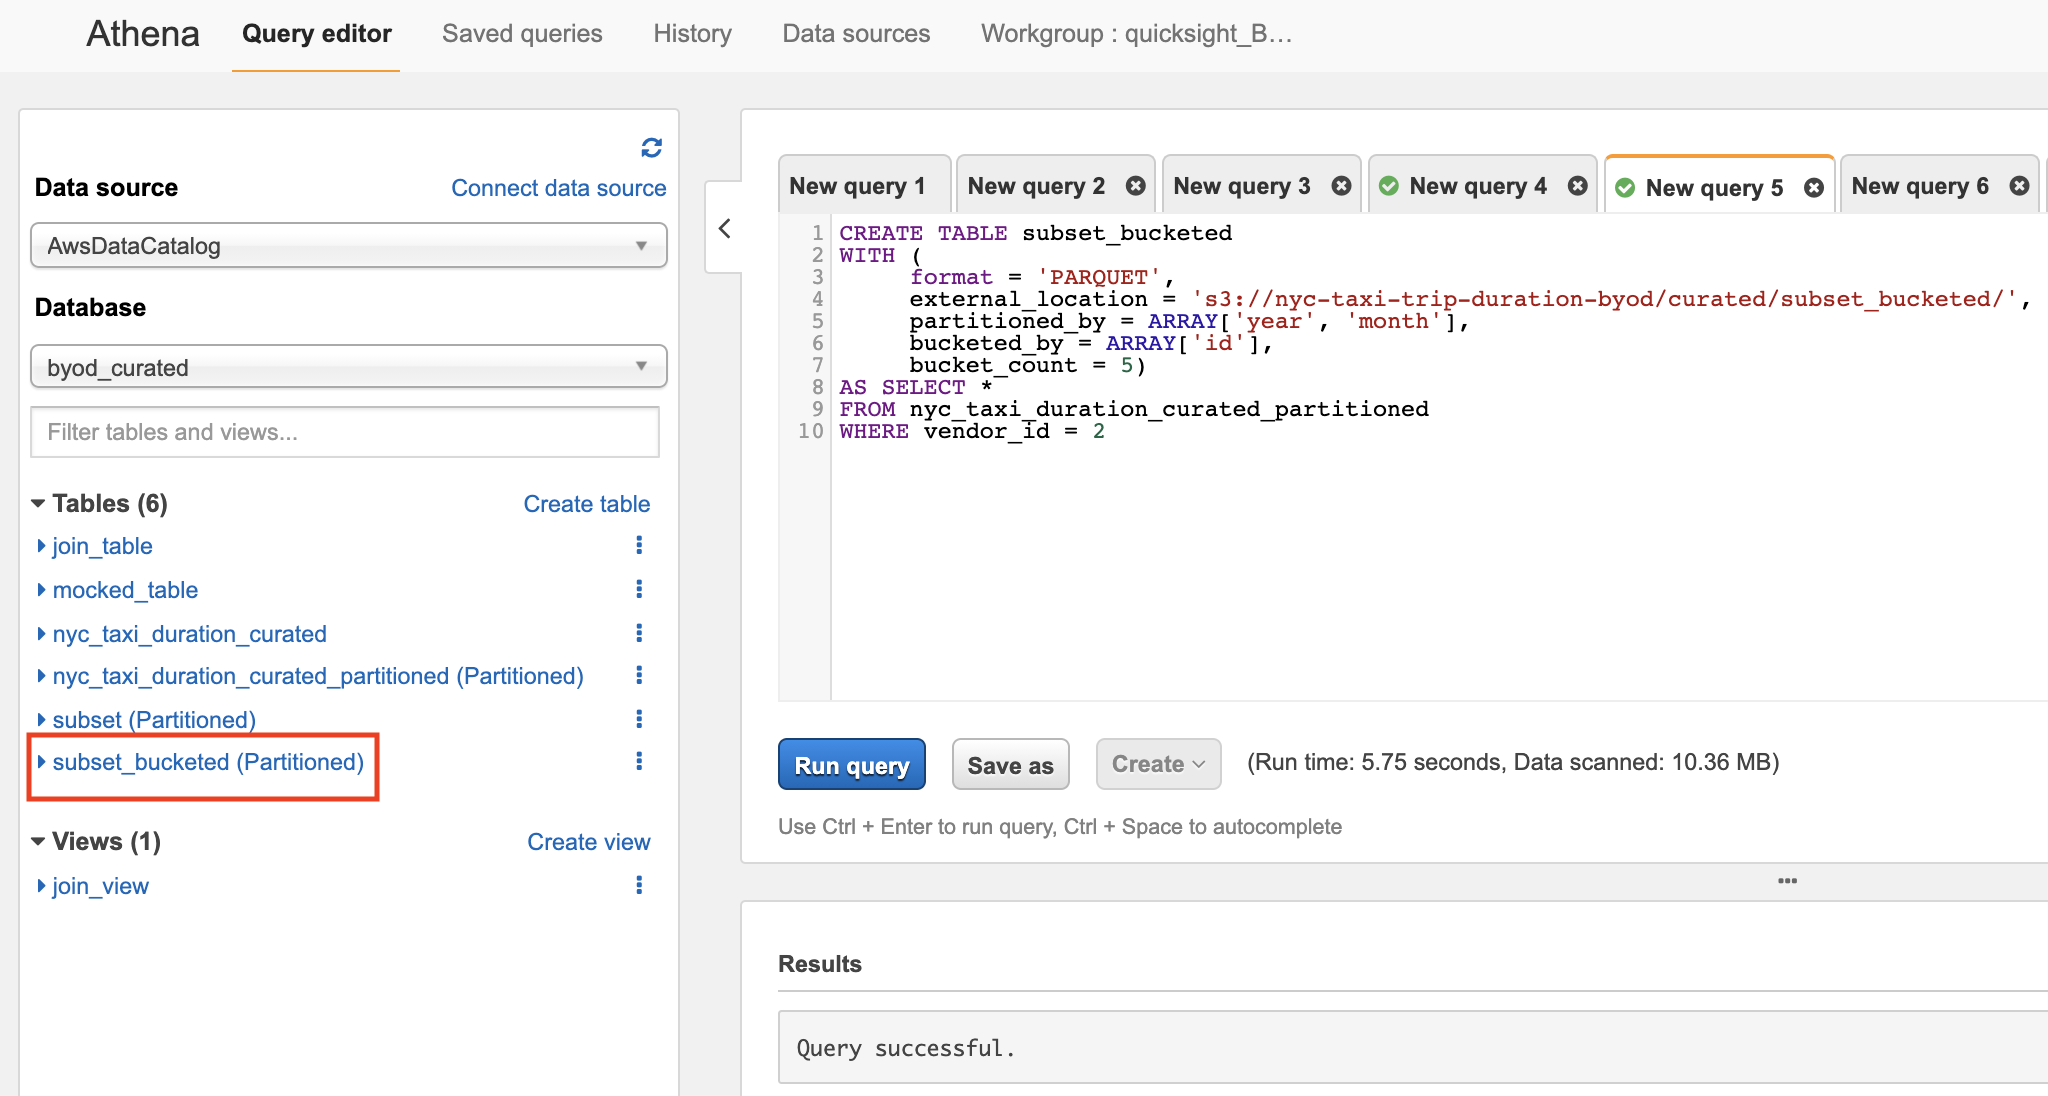 Athena
Query editor
Saved queries
History
Data sources
Workgroup : quicksight_B…
Data source
Connect data source
AwsDataCatalog
Database
byod_curated
Filter tables and views...
Tables (6)
Create table
join_table
mocked_table
nyc_taxi_duration_curated
nyc_taxi_duration_curated_partitioned (Partitioned)
subset (Partitioned)
subset_bucketed (Partitioned)
Views (1)
Create view
join_view
New query 1
New query 2
New query 3
New query 4
New query 5
New query 6
1 CREATE TABLE subset_bucketed
2 WITH (
3 format = 'PARQUET',
4 external_location = 's3://nyc-taxi-trip-duration-byod/curated/subset_bucketed/',
5 partitioned_by = ARRAY['year', 'month'],
6 bucketed_by = ARRAY['id'],
7 bucket_count = 5)
8 AS SELECT *
9 FROM nyc_taxi_duration_curated_partitioned
10 WHERE vendor_id = 2
Run query
Save as
Create
(Run time: 5.75 seconds, Data scanned: 10.36 MB)
Use Ctrl + Enter to run query, Ctrl + Space to autocomplete
Results
Query successful.